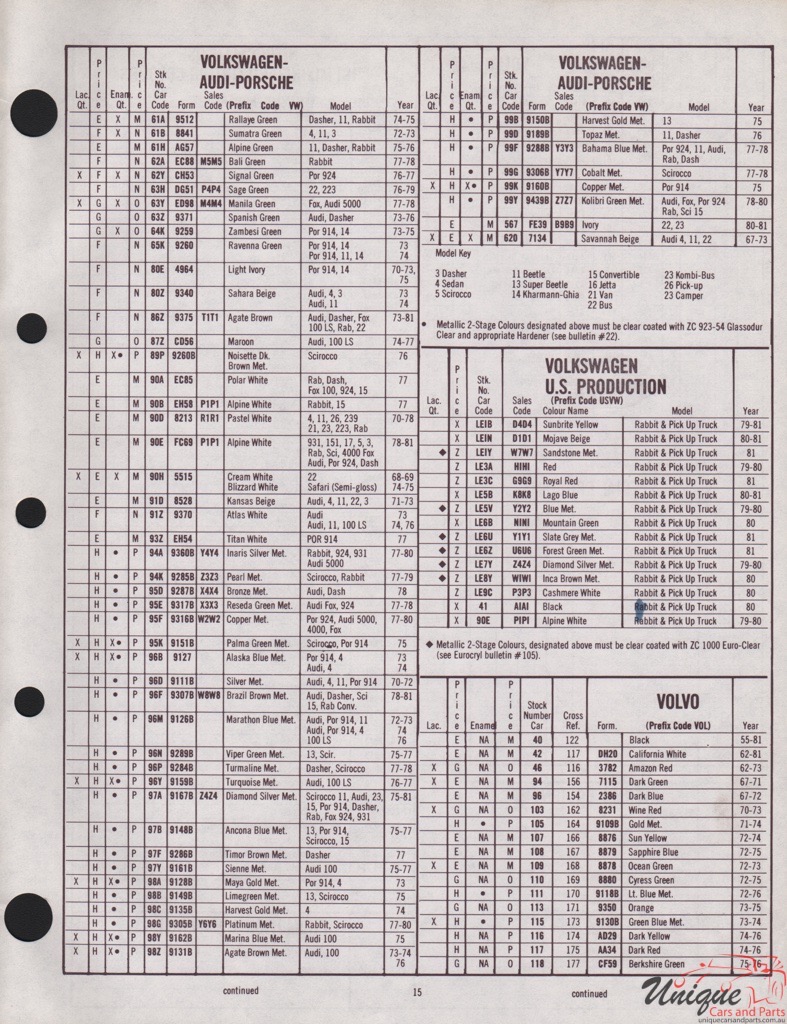 VOLKSWAGEN-
AUDI-PORSCHE
Lac. Qt. Price Enam. Qt. Price Stk. No. Car Code Form Sales Code (Prefix Code VW) Model Year
E X M 61A 9512 Rallaye Green Dasher, 11, Rabbit 74-75
F X N 61B 8841 Sumatra Green 4, 11, 3 72-73
E M 61H AG57 Alpine Green 11, Dasher, Rabbit 75-76
F N 62A EC88 M5M5 Bali Green Rabbit 77-78
X F X N 62Y CH53 Signal Green Por 924 76-77
F N 63H DG51 P4P4 Sage Green 22, 223 76-79
X G X O 63Y ED98 M4M4 Manila Green Fox, Audi 5000 77-78
G O 63Z 9371 Spanish Green Audi, Dasher 73-76
G X O 64K 9259 Zambesi Green Por 914, 14 73-75
F N 65K 9260 Ravenna Green Por 914, 14 73
Por 914, 11, 14 74
F N 80E 4964 Light Ivory Por 914, 14 70-73,
75
F N 80Z 9340 Sahara Beige Audi, 4, 3 73
Audi, 11 74
F N 86Z 9375 T1T1 Agate Brown Audi, Dasher, Fox 73-81
100 LS, Rab, 22
G O 87Z CD56 Maroon Audi, 100 LS 74-77
X H X● P 89P 9260B Noisette Dk. Scirocco 76
Brown Met.
E M 90A EC85 Polar White Rab, Dash, 77
Fox 100, 924, 15
E M 90B EH58 P1P1 Alpine White Rabbit, 15 77
E M 90D 8213 R1R1 Pastel White 4, 11, 26, 239 70-78
21, 23, 223, Rab
E M 90E FC69 P1P1 Alpine White 931, 151, 17, 5, 3, 78-81
Rab, Sci, 4000 Fox
Audi, Por 924, Dash
X E X M 90H 5515 Cream White 22 68-69
Blizzard White Safari (Semi-gloss) 74-75
E M 91D 8528 Kansas Beige Audi, 4, 11, 22, 3 71-73
F N 91Z 9370 Atlas White Audi 73
Audi, 11, 100 LS 74, 76
E M 93Z EH54 Titan White POR 914 77
H ● P 94A 9360B Y4Y4 Inaris Silver Met. Rabbit, 924, 931 77-80
Audi 5000
H ● P 94K 9285B Z3Z3 Pearl Met. Scirocco, Rabbit 77-79
H ● P 95D 9287B X4X4 Bronze Met. Audi, Dash 78
H ● P 95E 9317B X3X3 Reseda Green Met. Audi Fox, 924 77-78
H ● P 95F 9316B W2W2 Copper Met. Por 924, Audi 5000, 77-80
4000, Fox
X H X● P 95K 9151B Palma Green Met. Scirocco, Por 914 75
X H X● P 96B 9127 Alaska Blue Met. Por 914, 4 73
Audi, 4 74
H ● P 96D 9111B Silver Met. Audi, 4, 11, Por 914 70-72
H ● P 96F 9307B W8W8 Brazil Brown Met. Audi, Dasher, Sci 78-81
15, Rab Conv.
H ● P 96M 9126B Marathon Blue Met. Audi, Por 914, 11 72-73
Audi, Por 914, 4 74
100 LS 76
H ● P 96N 9289B Viper Green Met. 13, Scir. 75-77
H ● P 96P 9284B Turmaline Met. Dasher, Scirocco 77-78
X H X● P 96Y 9159B Turquoise Met. Audi, 100 LS 76-77
H ● P 97A 9167B Z4Z4 Diamond Silver Met. Scirocco 11, Audi, 23, 75-81
15, Por 914, Dasher,
Rab, Fox 924, 931
H ● P 97B 9148B Ancona Blue Met. 13, Por 914, 75-77
Scirocco, 15
H ● P 97F 9286B Timor Brown Met. Dasher 77
H ● P 97Y 9161B Sienne Met. Audi 100 75-77
X H X● P 98A 9128B Maya Gold Met. Por 914, 4 73
H ● P 98B 9149B Limegreen Met. 13, Scirocco 75
H ● P 98C 9135B Harvest Gold Met. 4 74
H ● P 98G 9305B Y6Y6 Platinum Met. Rabbit, Scirocco 77-80
X H X● P 98Y 9162B Marina Blue Met. Audi 100 75
X H X● P 98Z 9131B Agate Brown Met. Audi, 100 73-74
76
continued
VOLKSWAGEN-
AUDI-PORSCHE
Lac. Qt. Price Enam. Qt. Price Stk. No. Car Code Form Sales Code (Prefix Code VW) Model Year
H ● P 99B 9150B Harvest Gold Met. 13 75
H ● P 99D 9189B Topaz Met. 11, Dasher 76
H ● P 99F 9288B Y3Y3 Bahama Blue Met. Por 924, 11, Audi, 77-78
Rab, Dash
H ● P 99G 9306B Y7Y7 Cobalt Met. Scirocco 77-78
X H X● P 99K 9160B Copper Met. Por 914 75
H ● P 99Y 9439B Z7Z7 Kolibri Green Met. Audi, Fox, Por 924 78-80
Rab, Sci 15
E M 567 FE39 B9B9 Ivory 22, 23 80-81
X E X M 620 7134 Savannah Beige Audi 4, 11, 22 67-73
Model Key
3 Dasher 11 Beetle 15 Convertible 23 Kombi-Bus
4 Sedan 13 Super Beetle 16 Jetta 26 Pick-up
5 Scirocco 14 Kharmann-Ghia 21 Van 23 Camper
22 Bus
● Metallic 2-Stage Colours designated above must be clear coated with ZC 923-54 Glassodur
Clear and appropriate Hardener (see bulletin #22).
VOLKSWAGEN
U.S. PRODUCTION
(Prefix Code USVW)
Lac. Qt. Price Stk. No. Car Code Sales Code Colour Name Model Year
X LEIB D4D4 Sunbrite Yellow Rabbit & Pick Up Truck 79-81
X LEIN D1D1 Mojave Beige Rabbit & Pick Up Truck 80-81
◆ Z LEIY W7W7 Sandstone Met. Rabbit & Pick Up Truck 81
Z LE3A HIHI Red Rabbit & Pick Up Truck 79-80
Z LE3C G9G9 Royal Red Rabbit & Pick Up Truck 81
X LE5B K8K8 Lago Blue Rabbit & Pick Up Truck 80-81
◆ Z LE5V Y2Y2 Blue Met. Rabbit & Pick Up Truck 79-80
X LE6B NINI Mountain Green Rabbit & Pick Up Truck 80
◆ Z LE6U Y1Y1 Slate Grey Met. Rabbit & Pick Up Truck 81
◆ Z LE6Z U6U6 Forest Green Met. Rabbit & Pick Up Truck 81
◆ Z LE7Y Z4Z4 Diamond Silver Met. Rabbit & Pick Up Truck 79-80
◆ Z LE8Y WIWI Inca Brown Met. Rabbit & Pick Up Truck 80
Z LE9C P3P3 Cashmere White Rabbit & Pick Up Truck 80
X 41 AIAI Black Rabbit & Pick Up Truck 80
X 90E PIPI Alpine White Rabbit & Pick Up Truck 79-80
◆ Metallic 2-Stage Colours, designated above must be clear coated with ZC 1000 Euro-Clear
(see Eurocryl bulletin #105).
VOLVO
Lac. Price Enamel Price Stock Number Car Cross Ref. Form. (Prefix Code VOL) Year
E NA M 40 122 Black 55-81
E NA M 42 117 DH20 California White 62-81
X G NA O 46 116 3782 Amazon Red 62-73
X E NA M 94 156 7115 Dark Green 67-71
E NA M 96 154 2386 Dark Blue 67-72
X G NA O 103 162 8231 Wine Red 70-73
H ● P 105 164 9109B Gold Met. 71-74
E NA M 107 166 8876 Sun Yellow 72-74
E NA M 108 167 8879 Sapphire Blue 72-75
X E NA M 109 168 8878 Ocean Green 72-73
G NA O 110 169 8880 Cyress Green 72-75
H ● P 111 170 9118B Lt. Blue Met. 72-76
G NA O 113 171 9350 Orange 73-75
X H ● P 115 173 9130B Green Blue Met. 73-74
H NA P 116 174 AD29 Dark Yellow 74-76
H NA P 117 175 AA34 Dark Red 74-76
G NA O 118 177 CF59 Berkshire Green 75-76
continued
15
Unique
Cars and Parts
uniquecarsandparts.com.au